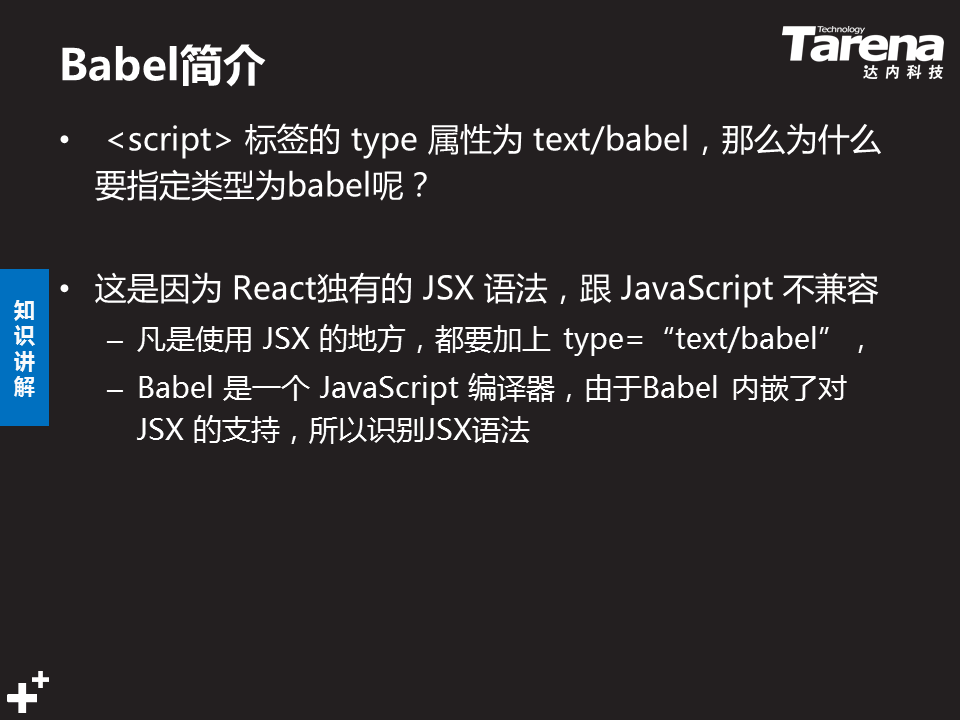 Babel简介
Technology
Tarena
达内科技
• <script> 标签的 type 属性为 text/babel，那么为什么
要指定类型为babel呢？
• 这是因为 React独有的 JSX 语法，跟 JavaScript 不兼容
– 凡是使用 JSX 的地方，都要加上 type=“text/babel”，
– Babel 是一个 JavaScript 编译器，由于Babel 内嵌了对
JSX 的支持，所以识别JSX语法
知
识
讲
解